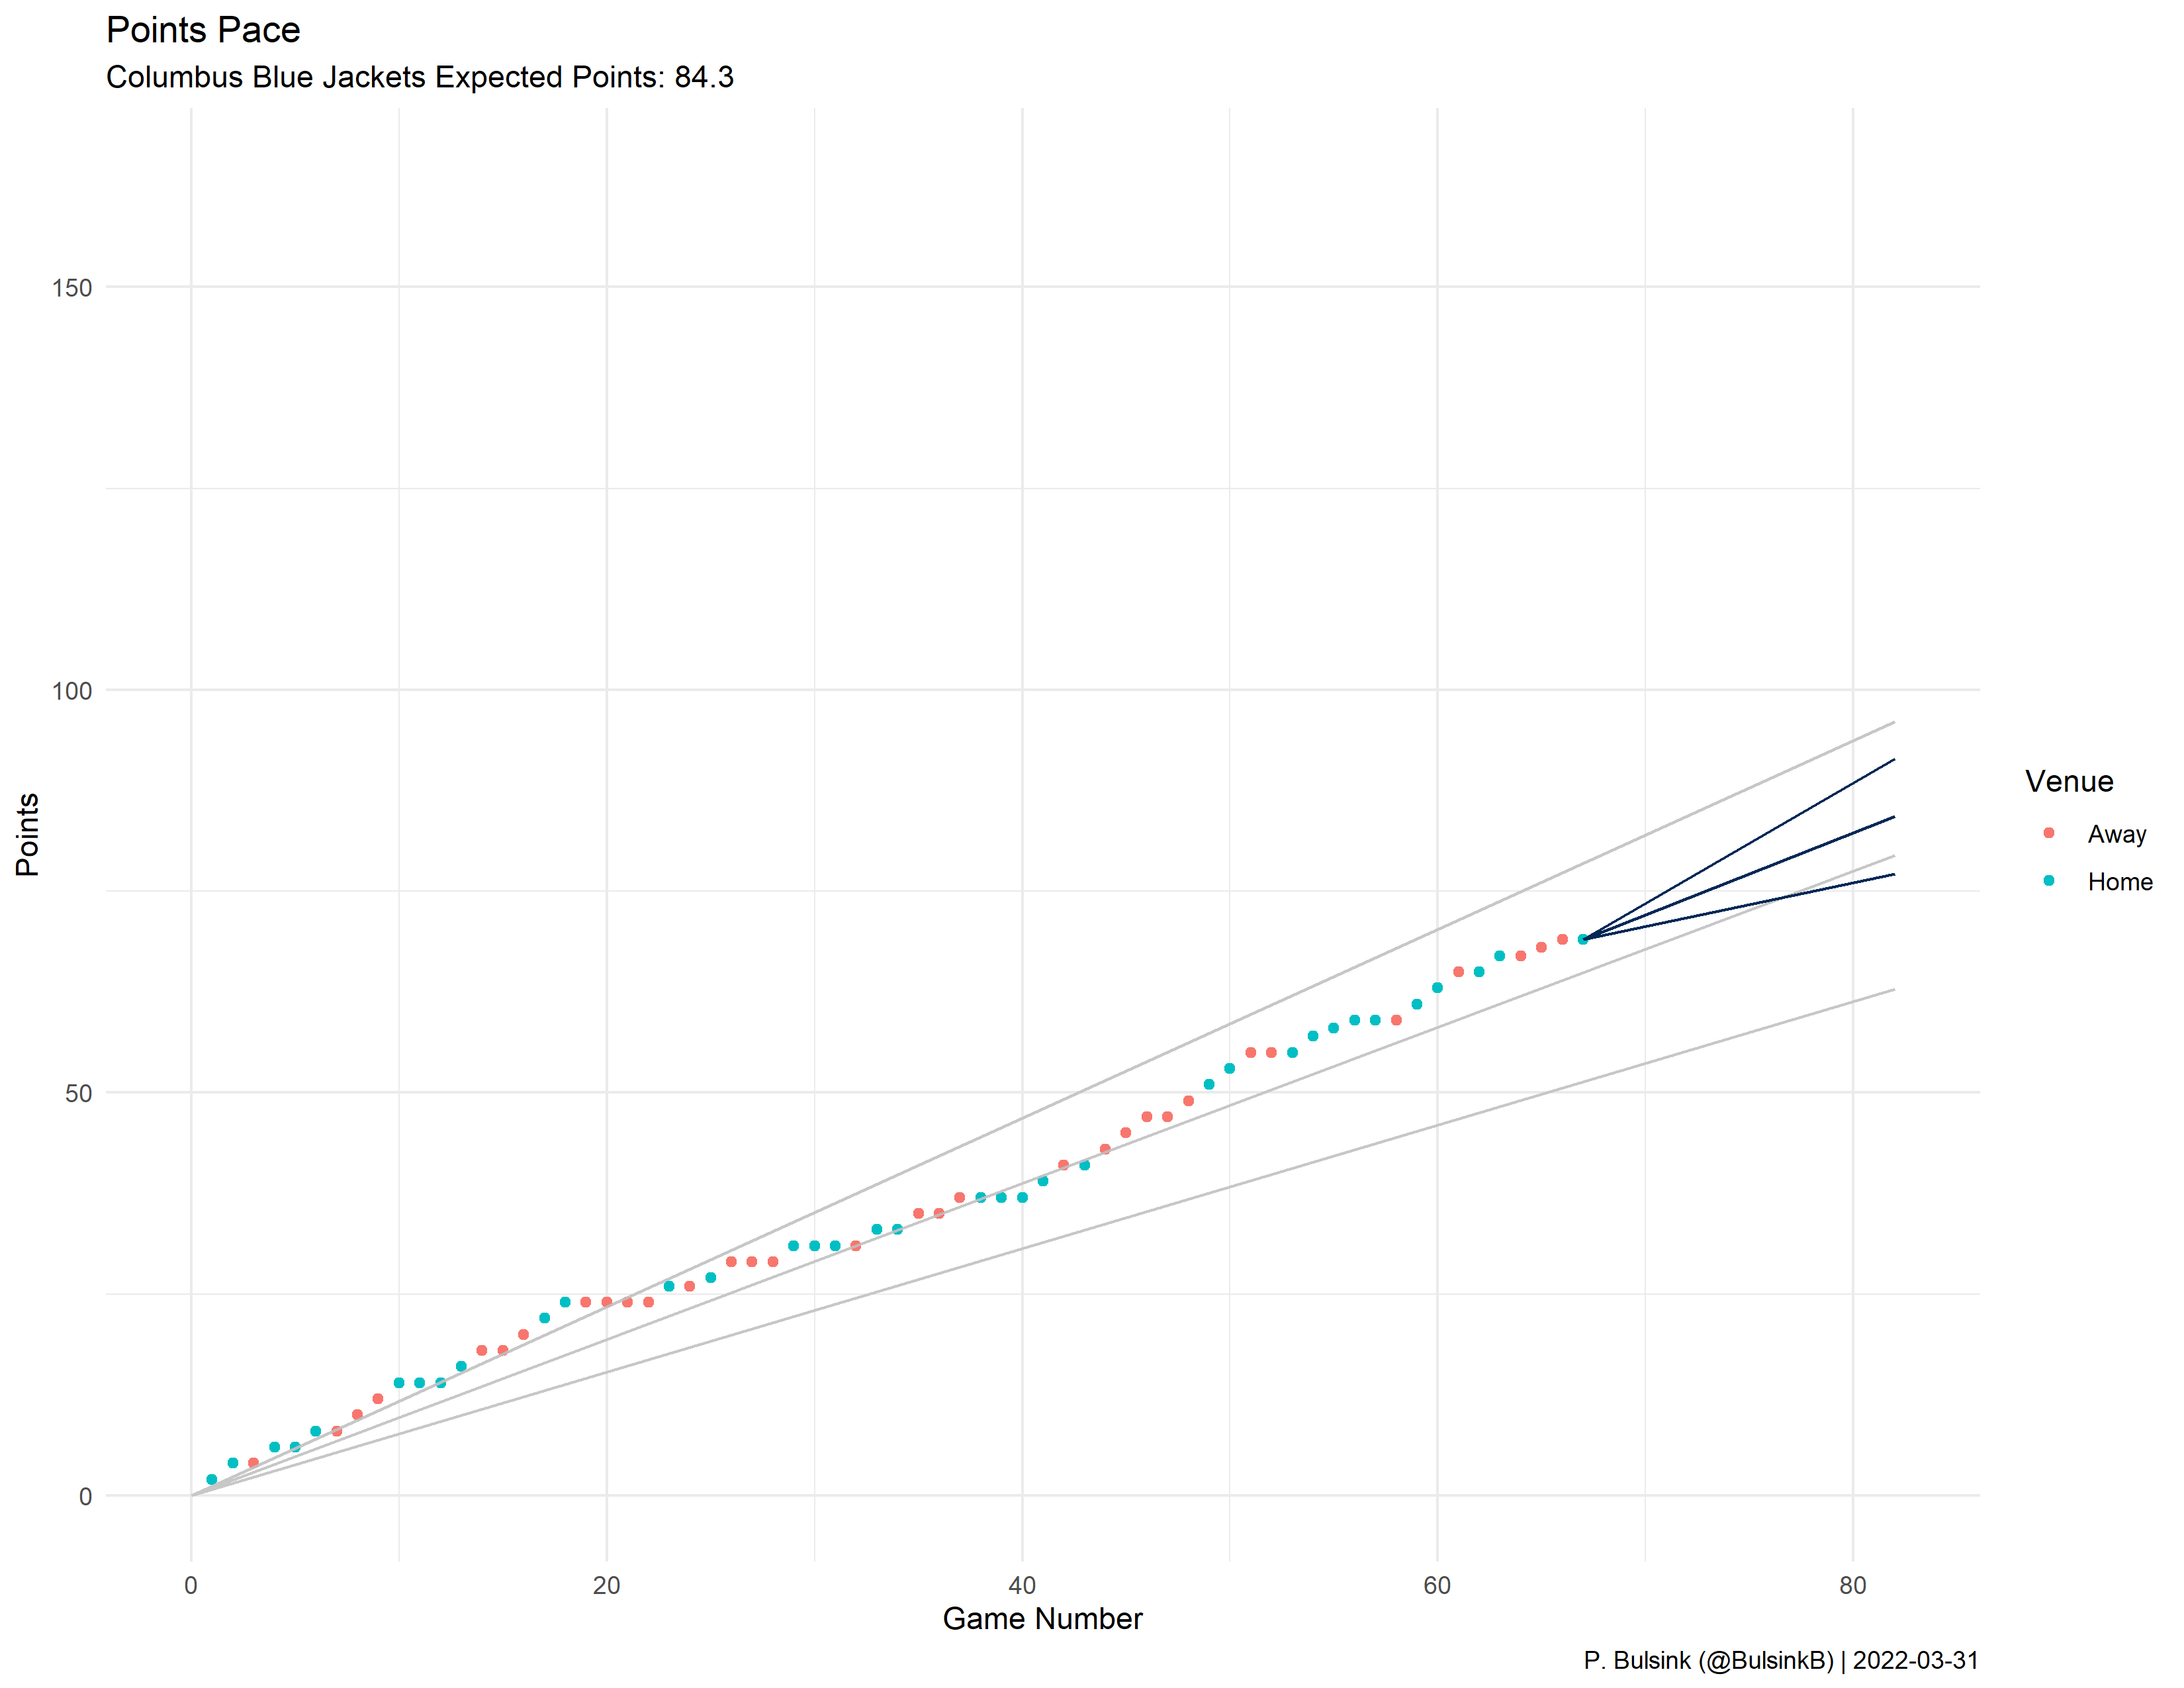 Points Pace
Columbus Blue Jackets Expected Points: 84.3
150
100
50
0
Points
0 20 40 60 80
Game Number
Venue
Away
Home
P. Bulsink (@BulsinkB) | 2022-03-31